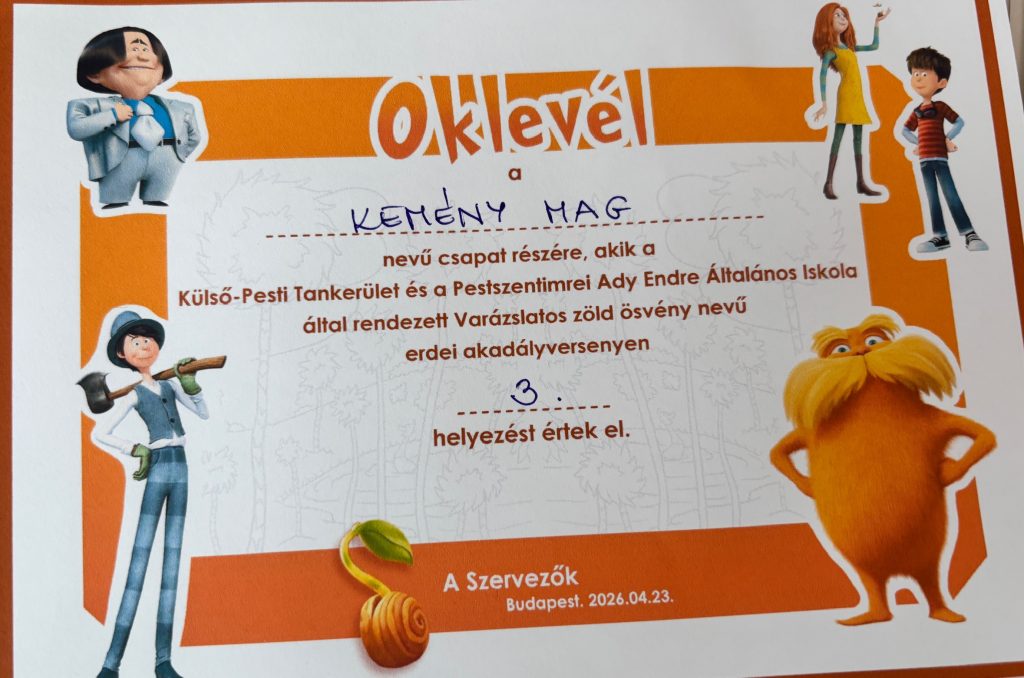 Oklevél
a
KEMÉNY MAG
nevű csapat részére, akik a
Külső-Pesti Tankerület és a Pestszentimrei Ady Endre Általános Iskola
által rendezett Varázslatos zöld ösvény nevű
erdei akadályversenyen
3.
helyezést értek el.
A Szervezők
Budapest. 2026.04.23.